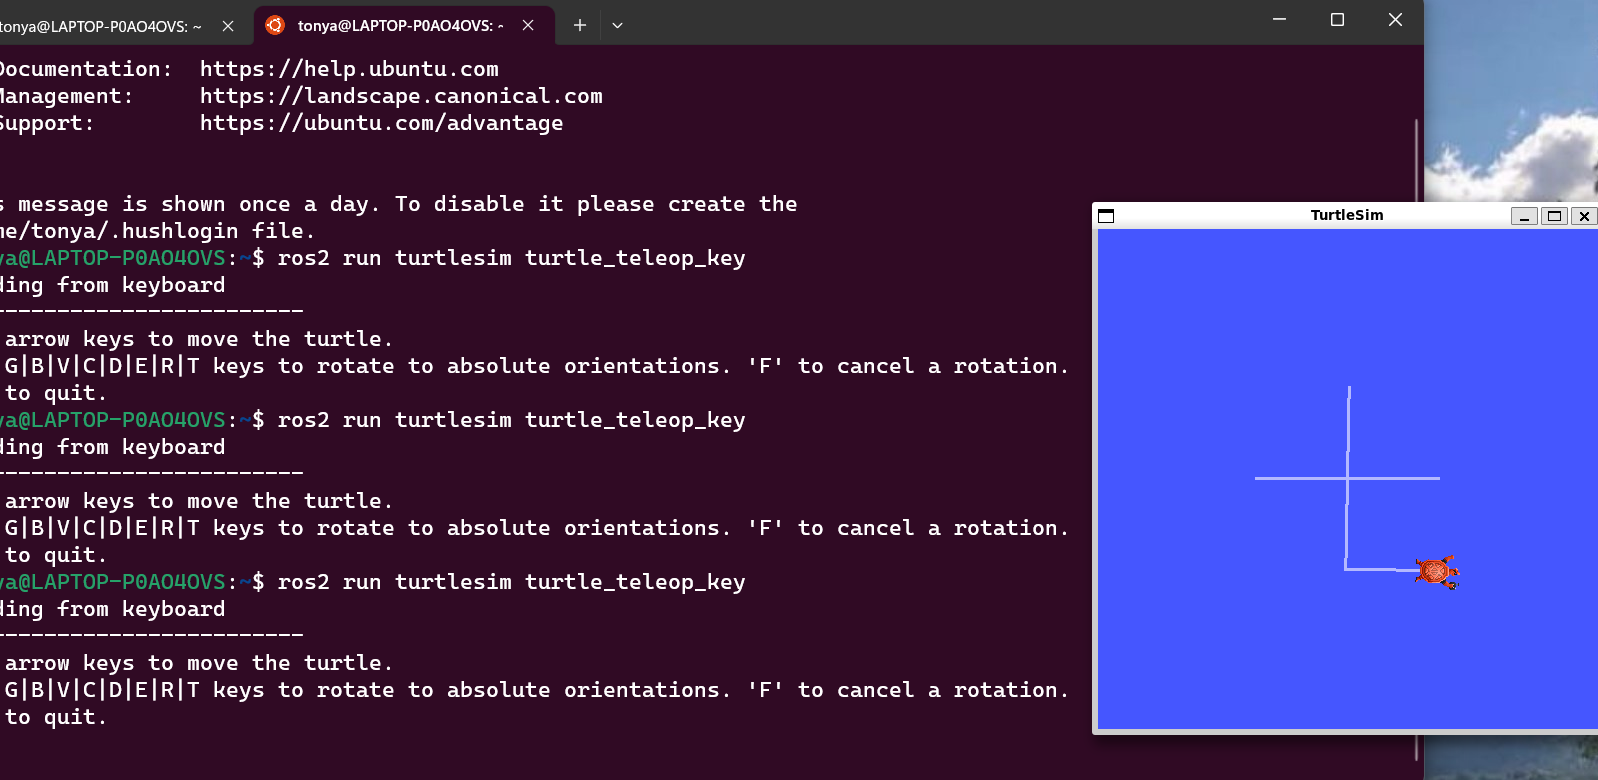 tonya@LAPTOP-P0AO4OVS: ~
tonya@LAPTOP-P0AO4OVS: ~
Documentation: https://help.ubuntu.com
Management: https://landscape.canonical.com
Support: https://ubuntu.com/advantage
s message is shown once a day. To disable it please create the
me/tonya/.hushlogin file.
ya@LAPTOP-P0AO4OVS:~$ ros2 run turtlesim turtle_teleop_key
ding from keyboard
------------------------
arrow keys to move the turtle.
G|B|V|C|D|E|R|T keys to rotate to absolute orientations. 'F' to cancel a rotation.
to quit.
ya@LAPTOP-P0AO4OVS:~$ ros2 run turtlesim turtle_teleop_key
ding from keyboard
------------------------
arrow keys to move the turtle.
G|B|V|C|D|E|R|T keys to rotate to absolute orientations. 'F' to cancel a rotation.
to quit.
ya@LAPTOP-P0AO4OVS:~$ ros2 run turtlesim turtle_teleop_key
ding from keyboard
------------------------
arrow keys to move the turtle.
G|B|V|C|D|E|R|T keys to rotate to absolute orientations. 'F' to cancel a rotation.
to quit.
TurtleSim